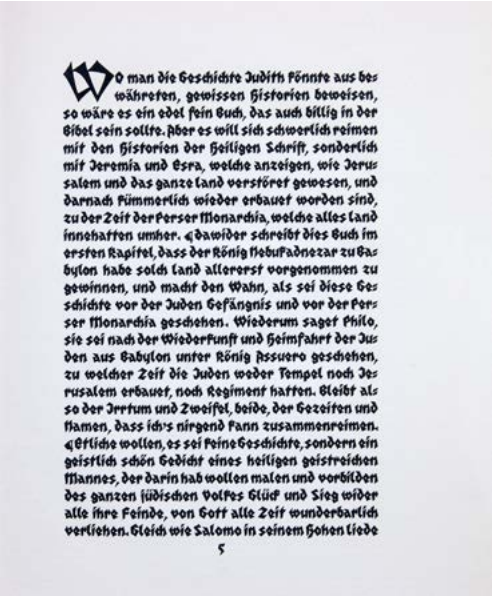 Wo man die Geschichte Judith könnte aus be=
währeten, gewissen Historien beweisen,
so wäre es ein edel fein Buch, das auch billig in der
Bibel sein sollte. Aber es will sich schwerlich reimen
mit den Historien der Heiligen Schrift, sonderlich
mit Jeremia und Esra, welche anzeigen, wie Jeru=
salem und das ganze Land verstöret gewesen, und
darnach kümmerlich wieder erbauet worden sind,
zu der Zeit der Perser Monarchia, welche alles Land
innehatten umher. ¶Dawider schreibt dies Buch im
ersten Kapitel, dass der König Nebukadnezar zu Ba=
bylon habe solch Land allererst vorgenommen zu
gewinnen, und macht den Wahn, als sei diese Ge=
schichte vor der Juden Gefängnis und vor der Per=
ser Monarchia geschehen. Wiederum saget Philo,
sie sei nach der Wiederkunft und Heimfahrt der Ju=
den aus Babylon unter König Assuero geschehen,
zu welcher Zeit die Juden weder Tempel noch Je=
rusalem erbauet, noch Regiment hatten. Bleibt al=
so der Irrtum und Zweifel, beide, der Gezeiten und
Namen, dass ich's nirgend kann zusammenreimen.
¶Etliche wollen, es sei keine Geschichte, sondern ein
geistlich schön Gedicht eines heiligen geistreichen
Mannes, der darin hab wollen malen und vorbilden
des ganzen jüdischen Volkes Glück und Sieg wider
alle ihre Feinde, von Gott alle Zeit wunderbarlich
verliehen. Gleich wie Salomo in seinem Hohen Liede
5